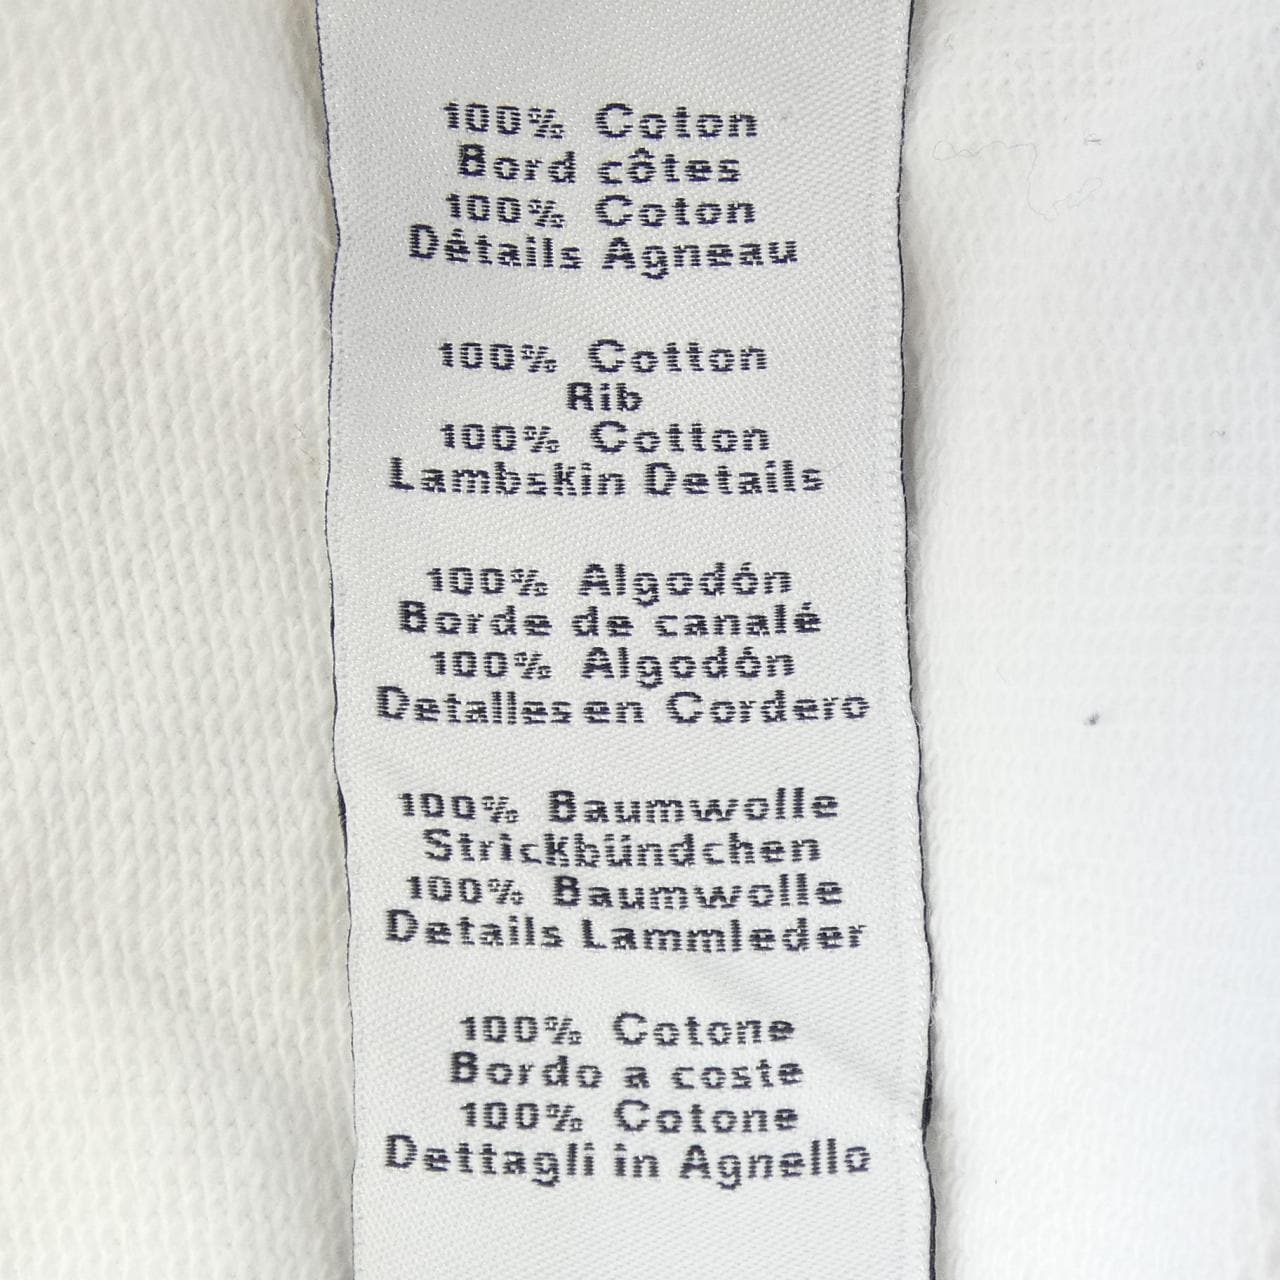 100% Coton
Bord côtes
100% Coton
Détails Agneau
100% Cotton
Rib
100% Cotton
Lambskin Details
100% Algodón
Borde de canalé
100% Algodón
Detalles en Cordero
100% Baumwolle
Strickbündchen
100% Baumwolle
Details Lammleder
100% Cotone
Bordo a coste
100% Cotone
Dettagli in Agnello